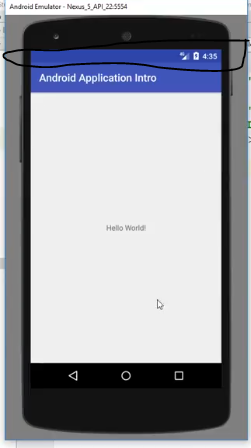 Android Emulator - Nexus_5_API_22:5554
4:35
Android Application Intro
Hello World!